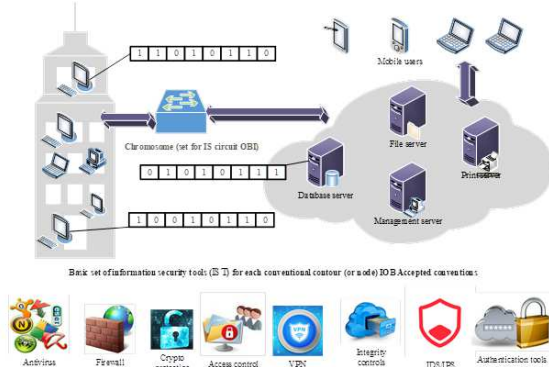 1 1 0 1 0 1 1 0
Mobile users
Chromosome (set for IS circuit OBI)
File server
Print server
0 1 0 1 0 1 1 1
Database server
Management server
1 0 0 1 0 1 1 0
Basic set of information security tools (IST) for each conventional contour (or node) IOB Accepted conventions
N
VPN
Antivirus
Firewall
Crypto
Access control
VPN
Integrity
controls
IDS/IPS
Authentication tools